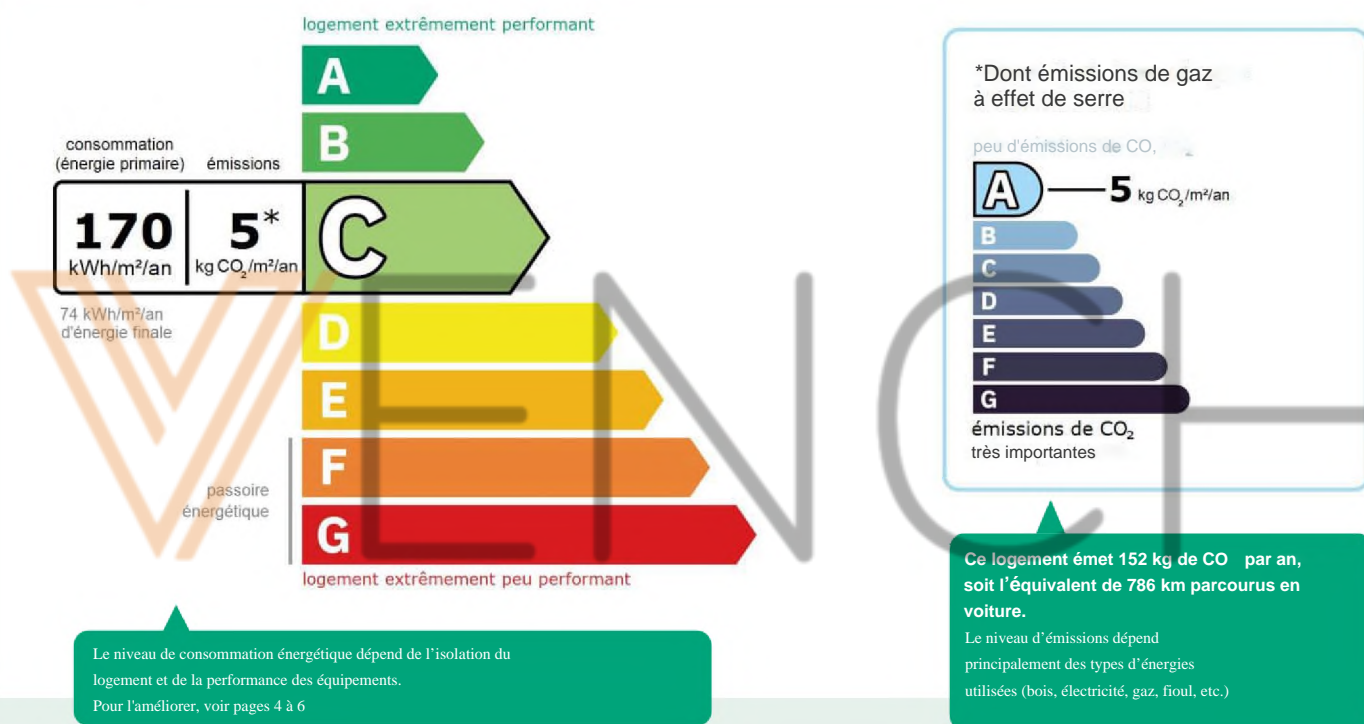 logement extrêmement performant
A
B
consommation
(énergie primaire)
émissions
170
kWh/m²/an
5*
kg CO₂/m²/an
C
74 kWh/m²/an
d'énergie finale
D
E
F
passoire
énergétique
G
logement extrêmement peu performant
Le niveau de consommation énergétique dépend de l'isolation du
logement et de la performance des équipements.
Pour l'améliorer, voir pages 4 à 6
*Dont émissions de gaz
à effet de serre
peu d'émissions de CO₂
A
5 kg CO₂/m²/an
B
C
D
E
F
G
émissions de CO₂
très importantes
Ce logement émet 152 kg de CO par an,
soit l'équivalent de 786 km parcourus en
voiture.
Le niveau d'émissions dépend
principalement des types d'énergies
utilisées (bois, électricité, gaz, fioul, etc.)
VENCH